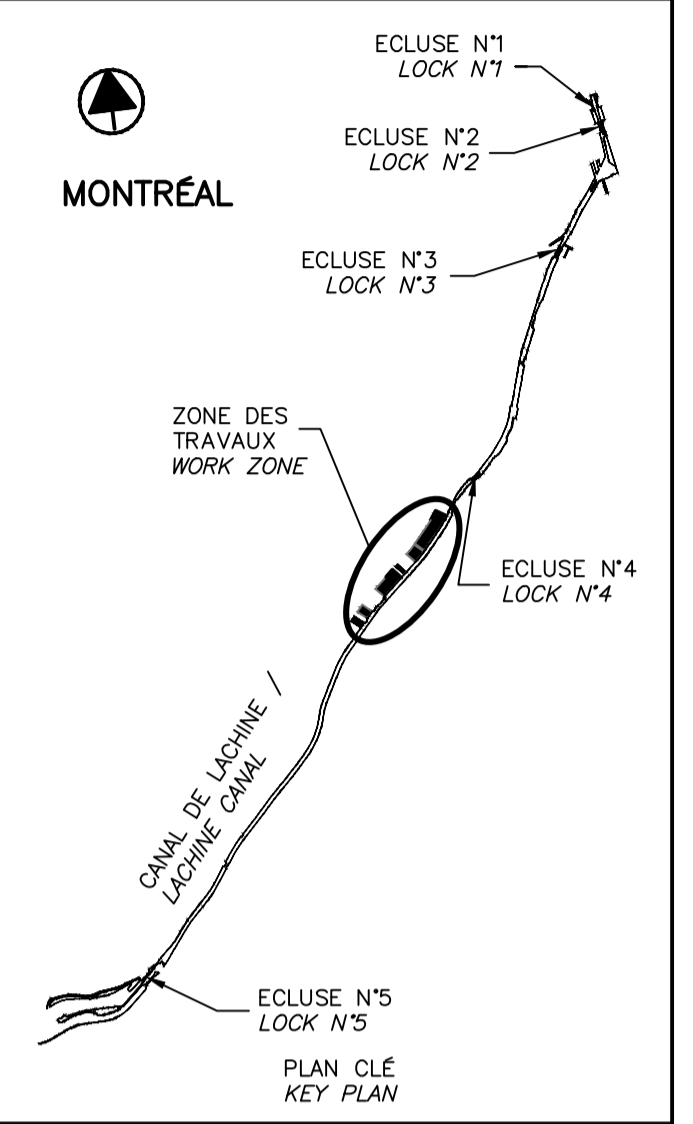 ECLUSE N°1
LOCK N°1
ECLUSE N°2
LOCK N°2
MONTRÉAL
ECLUSE N°3
LOCK N°3
ZONE DES
TRAVAUX
WORK ZONE
ECLUSE N°4
LOCK N°4
CANAL DE LACHINE /
LACHINE CANAL
ECLUSE N°5
LOCK N°5
PLAN CLÉ
KEY PLAN